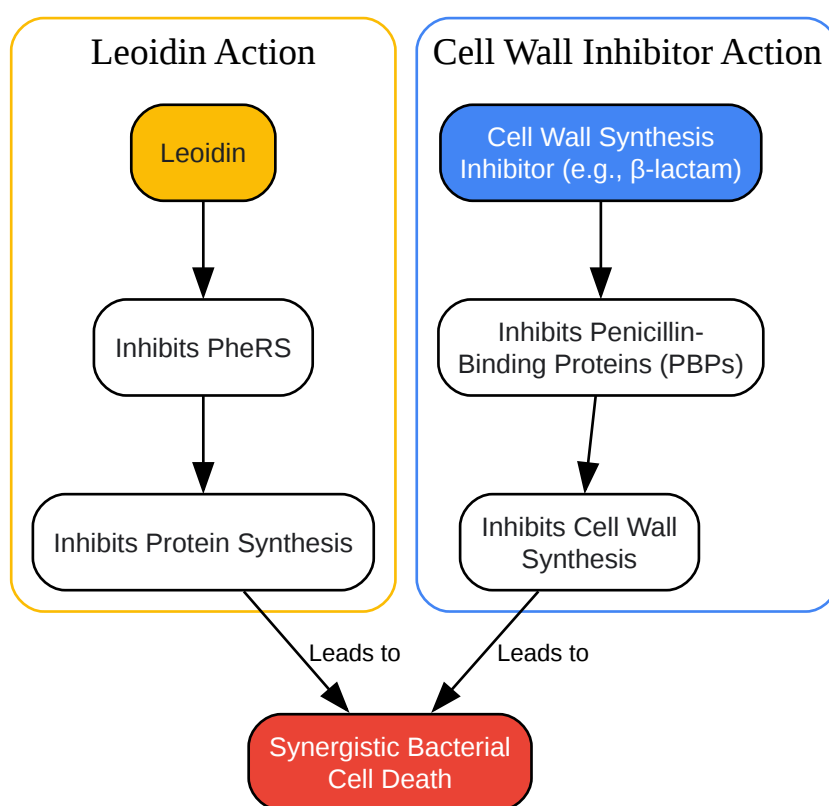 Leoidin Action
Leoidin
Inhibits PheRS
Inhibits Protein Synthesis
Cell Wall Inhibitor Action
Cell Wall Synthesis
Inhibitor (e.g., β-lactam)
Inhibits Penicillin-
Binding Proteins (PBPs)
Inhibits Cell Wall
Synthesis
Leads to
Leads to
Synergistic Bacterial
Cell Death